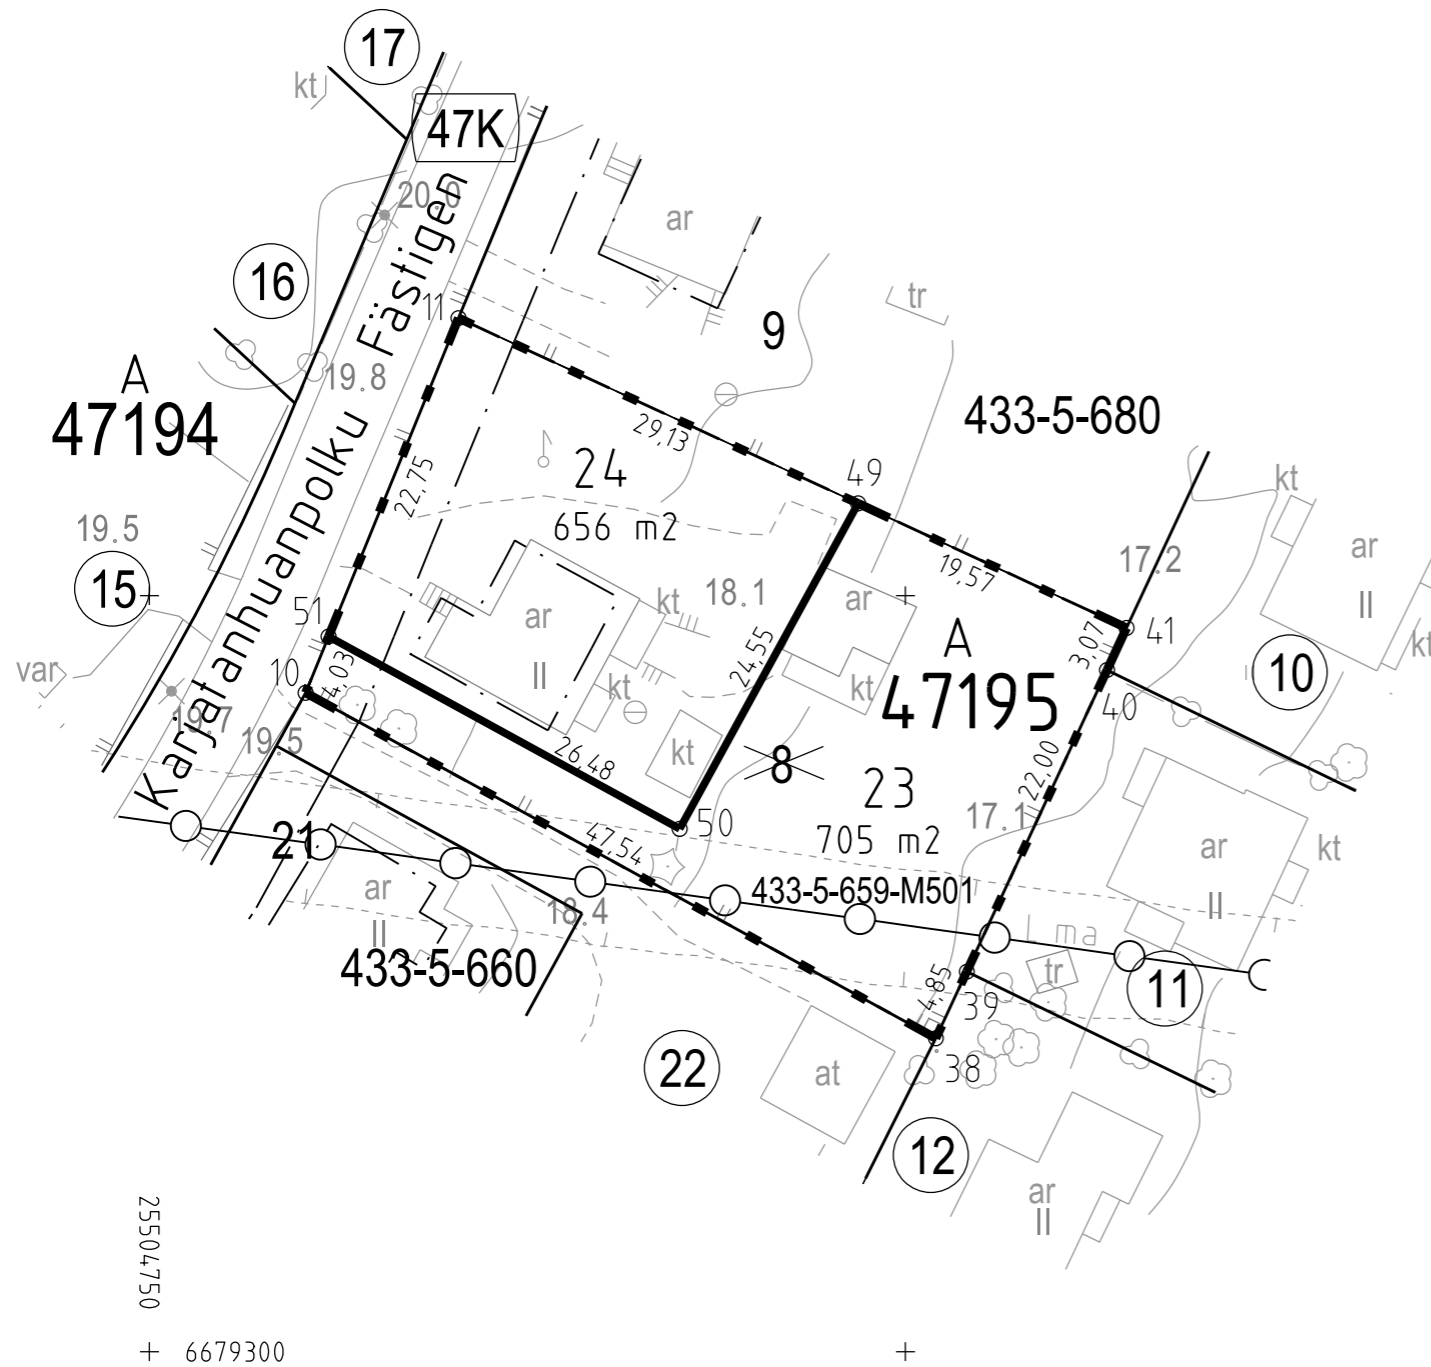 17
kt
47K
20.0
ar
16
tr
11
9
A
47194
19.8
Karjatanhuanpolku Fästigen
29,13
433-5-680
24
656 m2
22,75
49
kt
19.5
15
19,57
17.2
ar
II
kt
ar
II
kt
18.1
ar
A
47195
51
41
3,07
10
kt
var
10
4,03
24,55
kt
kt
40
19.7
19.5
26,48
kt
8
23
705 m2
22,00
17.1
50
21
47,54
ar
II
kt
ar
II
433-5-659-M501
18.4
433-5-660
ma
tr
11
4,85
39
38
22
at
12
ar
II
25504750
6679300